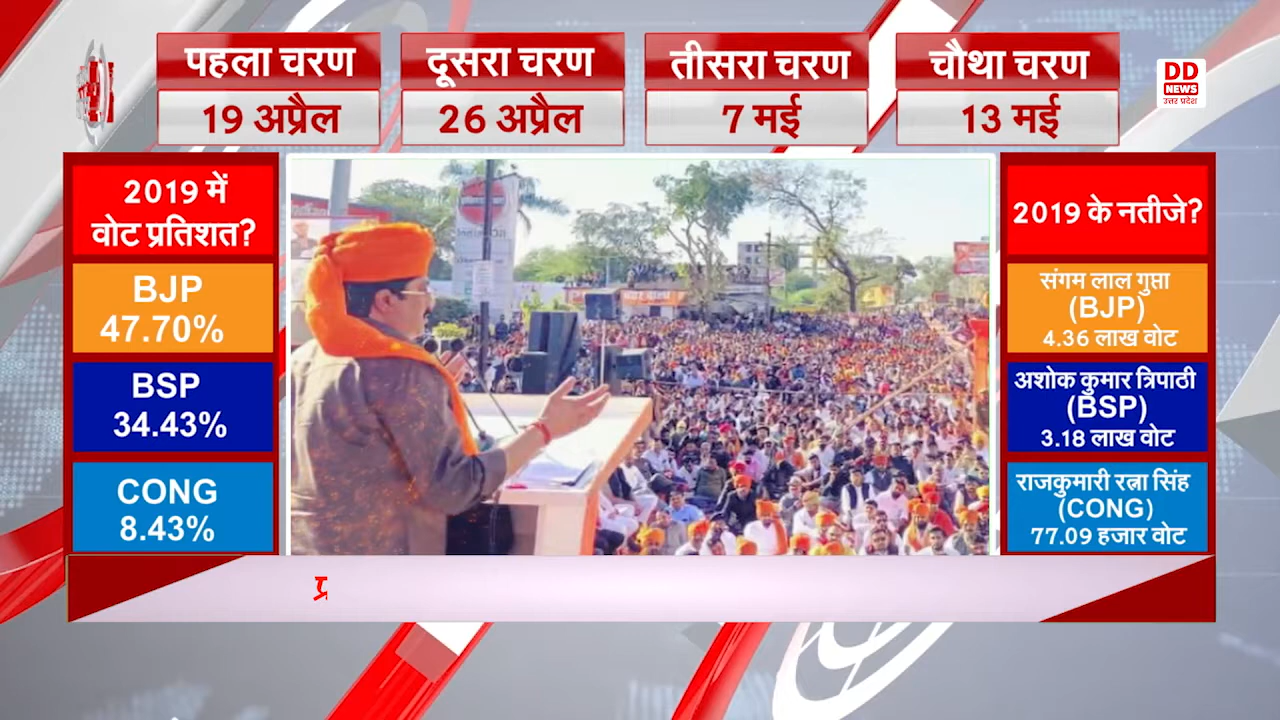 पहला चरण
19 अप्रैल
दूसरा चरण
26 अप्रैल
तीसरा चरण
7 मई
चौथा चरण
13 मई
DD
NEWS
उत्तर प्रदेश
2019 में
वोट प्रतिशत?
BJP
47.70%
BSP
34.43%
CONG
8.43%
2019 के नतीजे?
संगम लाल गुप्ता
(BJP)
4.36 लाख वोट
अशोक कुमार त्रिपाठी
(BSP)
3.18 लाख वोट
राजकुमारी रत्ना सिंह
(CONG)
77.09 हजार वोट
प्र